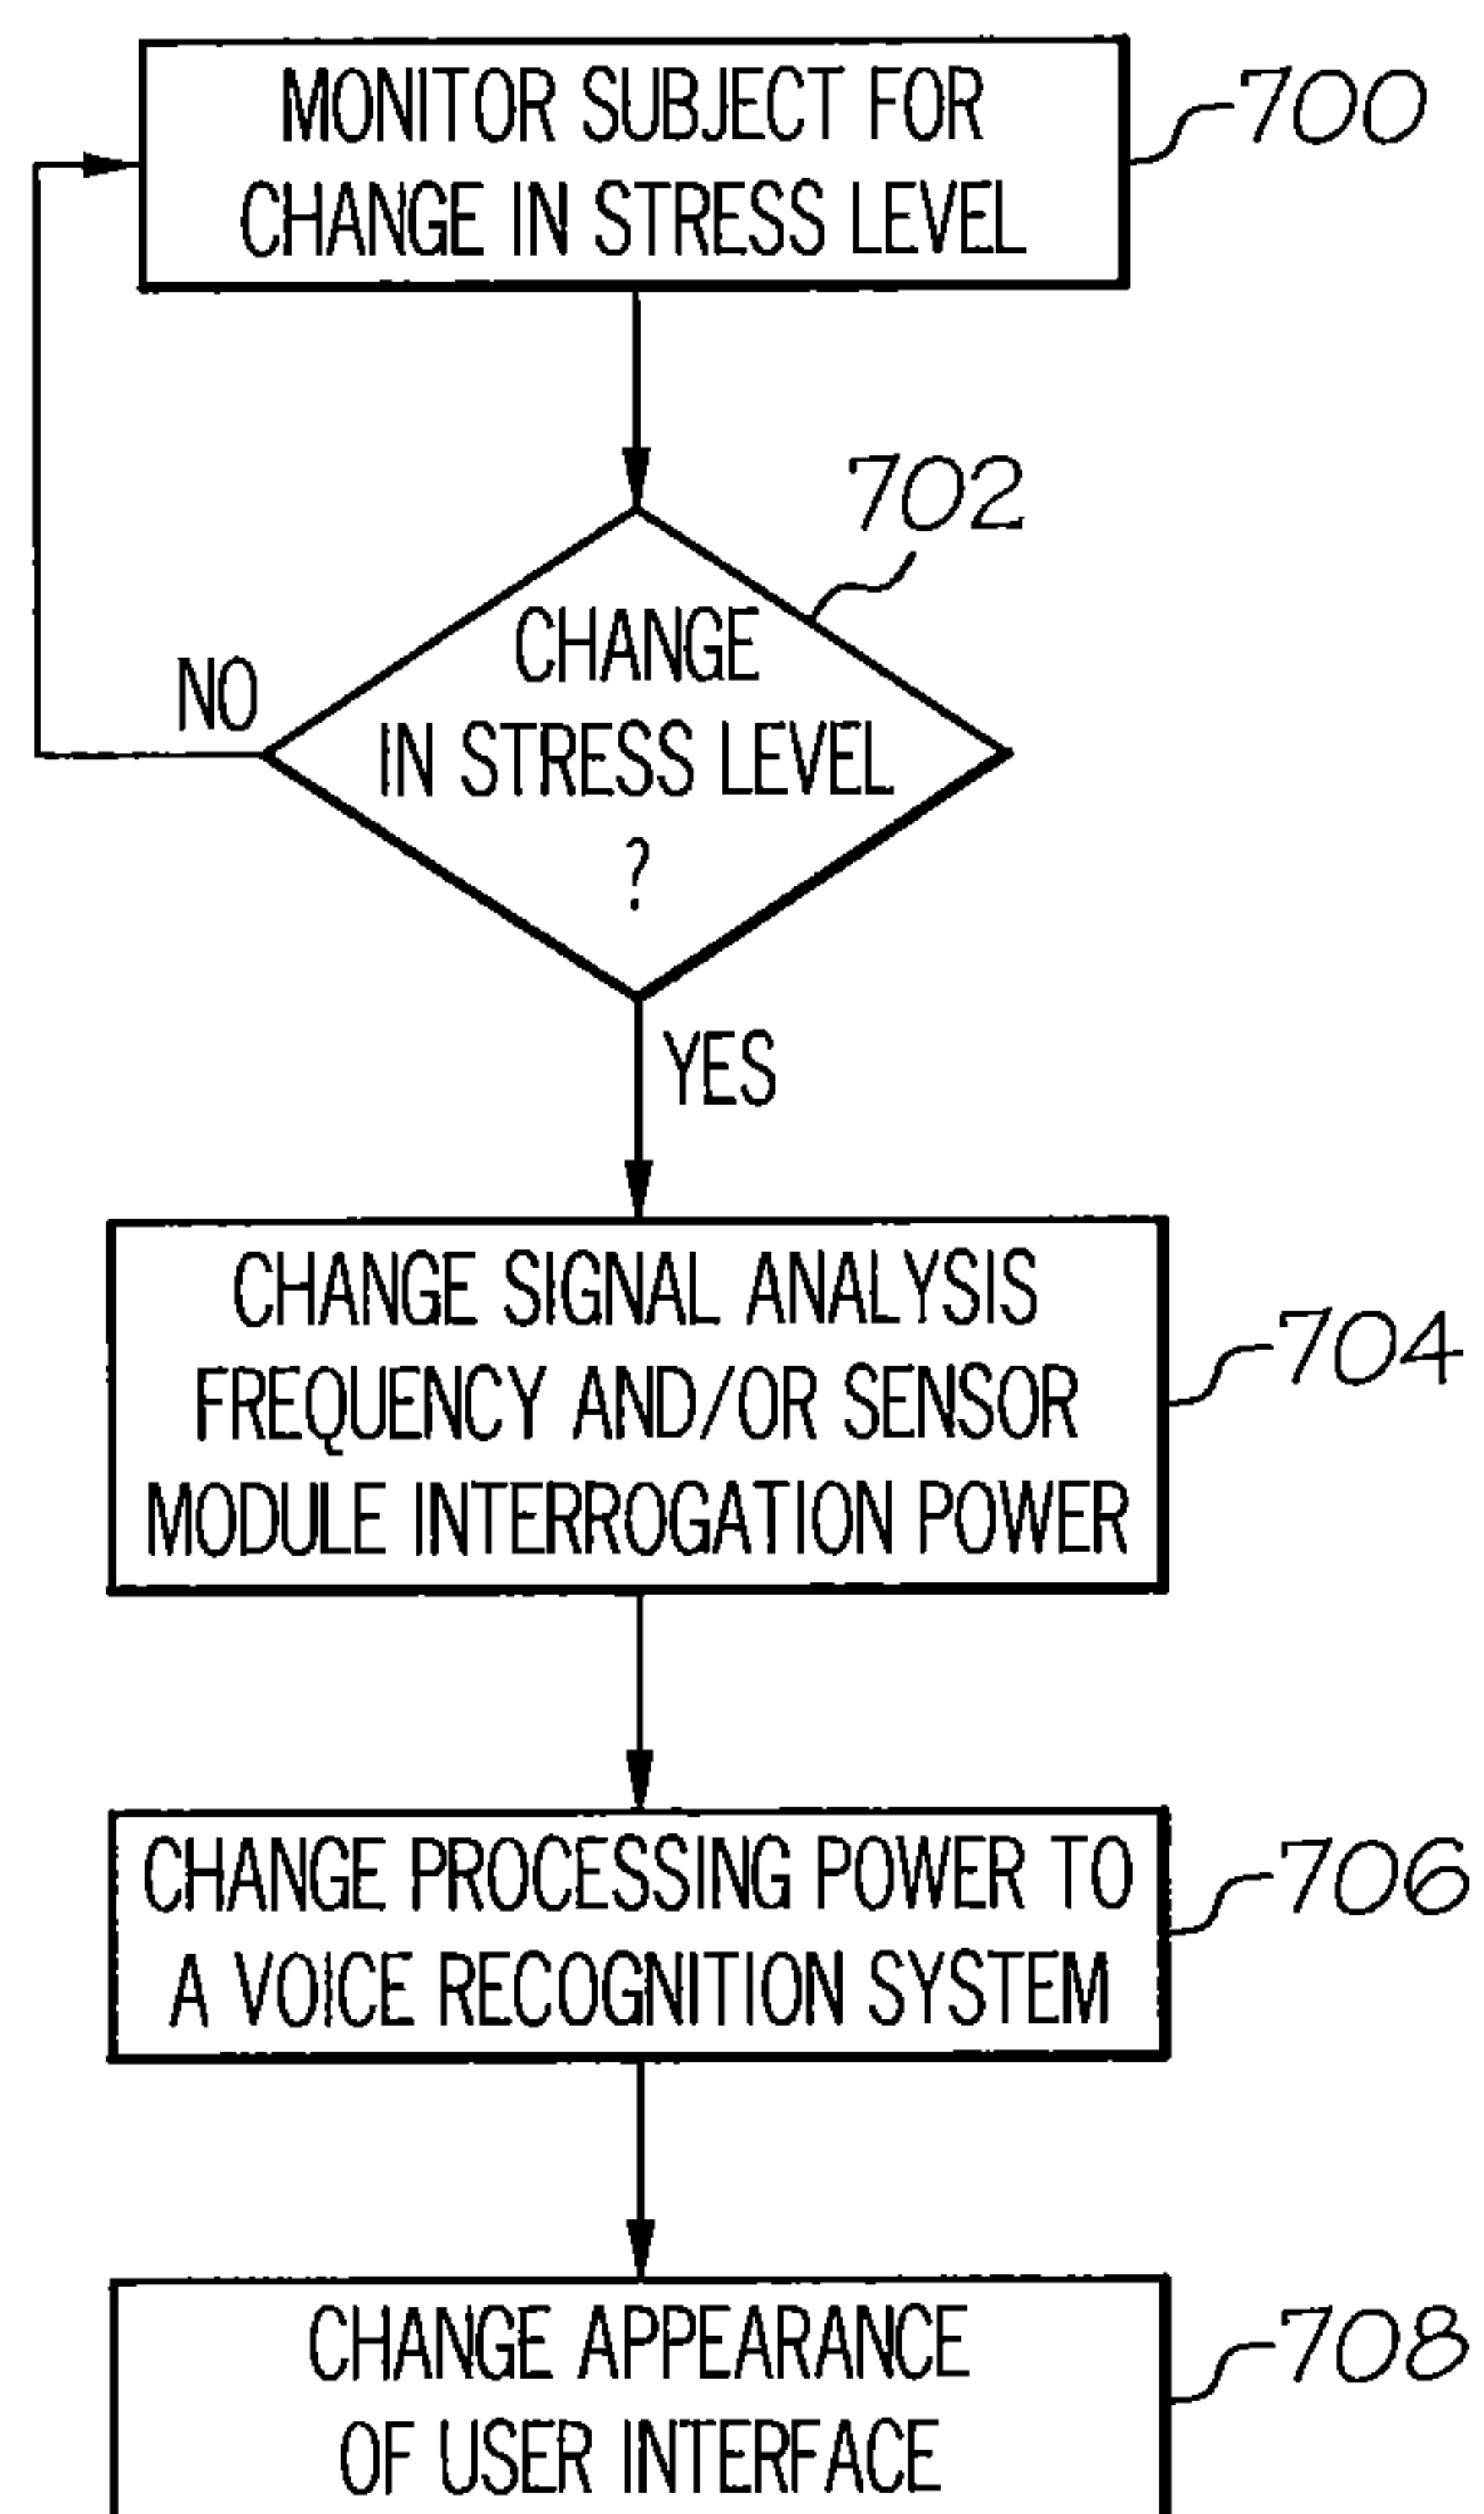 MONITOR SUBJECT FOR
CHANGE IN STRESS LEVEL
700
702
CHANGE
IN STRESS LEVEL
?
NO
YES
CHANGE SIGNAL ANALYSIS
FREQUENCY AND/OR SENSOR
MODULE INTERROGATION POWER
704
CHANGE PROCESSING POWER TO
A VOICE RECOGNITION SYSTEM
706
CHANGE APPEARANCE
OF USER INTERFACE
708